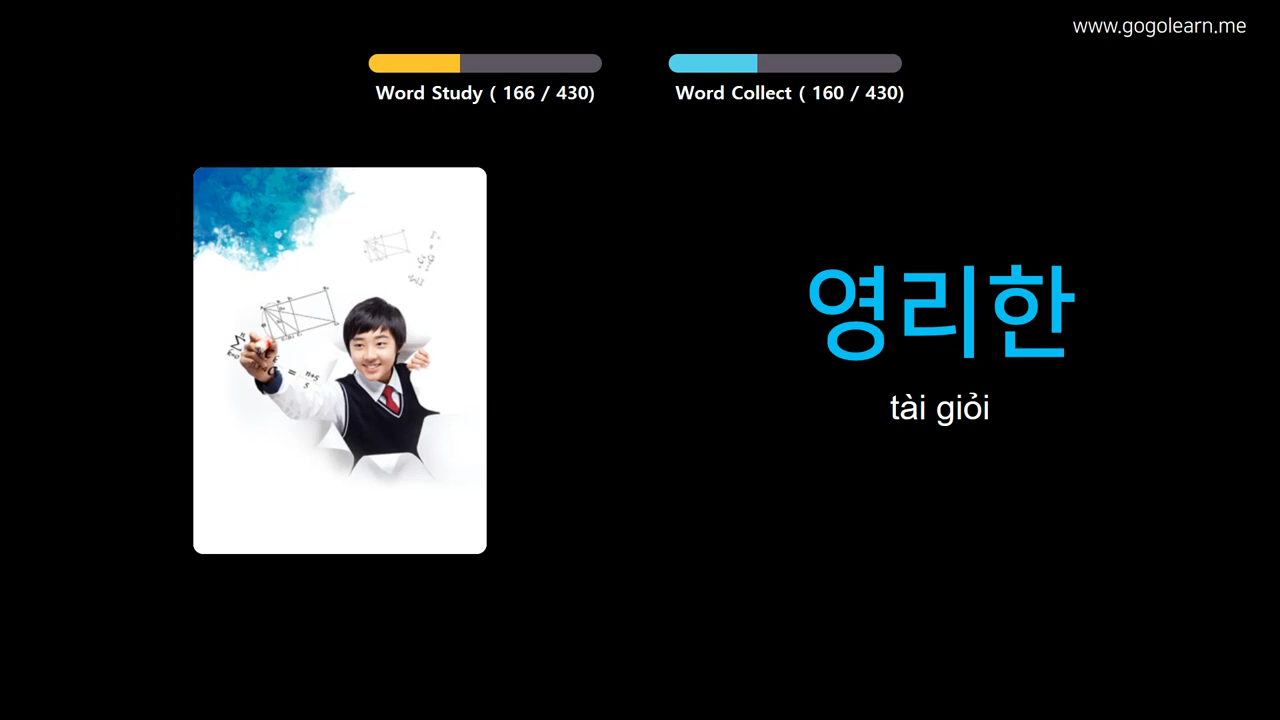 www.gogolearn.me
Word Study ( 166 / 430)
Word Collect ( 160 / 430)
영리한
tài giỏi